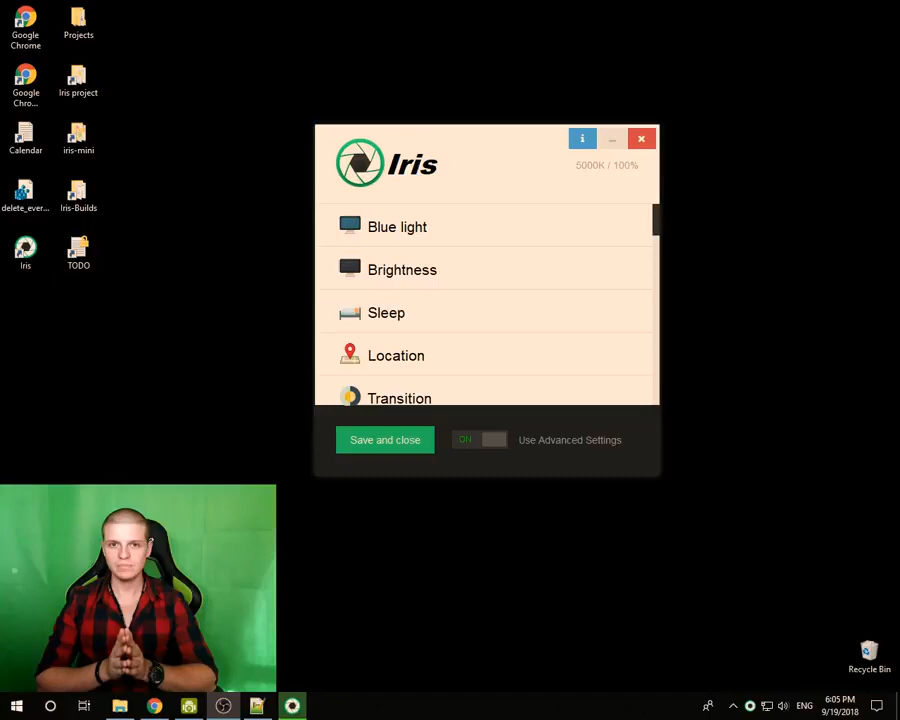 Google
Chrome
Projects
Google
Chro...
Iris project
Calendar
iris-mini
delete_ever...
Iris-Builds
Iris
TODO
Iris
i
5000K / 100%
Blue light
Brightness
Sleep
Location
Transition
Save and close
ON
Use Advanced Settings
Recycle Bin
ENG
6:05 PM
9/19/2018